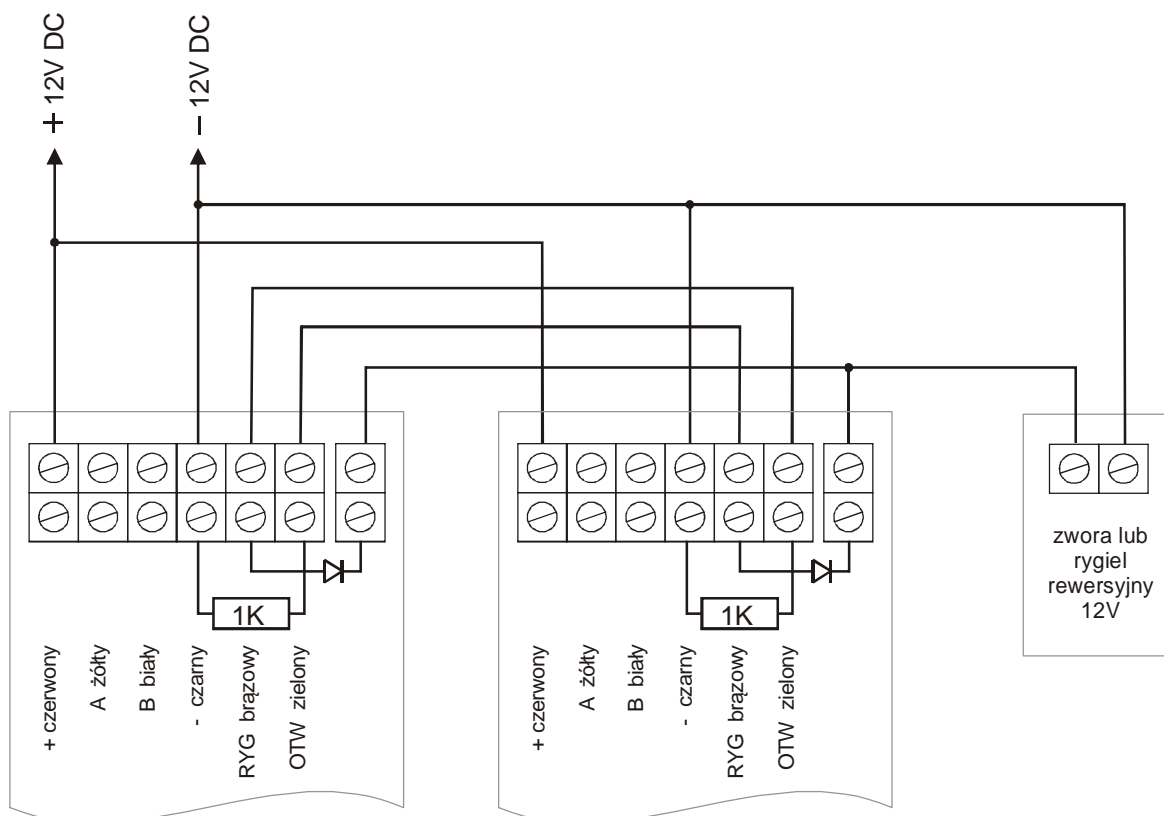 + 12V DC
- 12V DC
1K
+ czerwony
A żółty
B biały
- czarny
RYG brązowy
OTW zielony
1K
+ czerwony
A żółty
B biały
- czarny
RYG brązowy
OTW zielony
zwora lub
rygiel
rewersyjny
12V